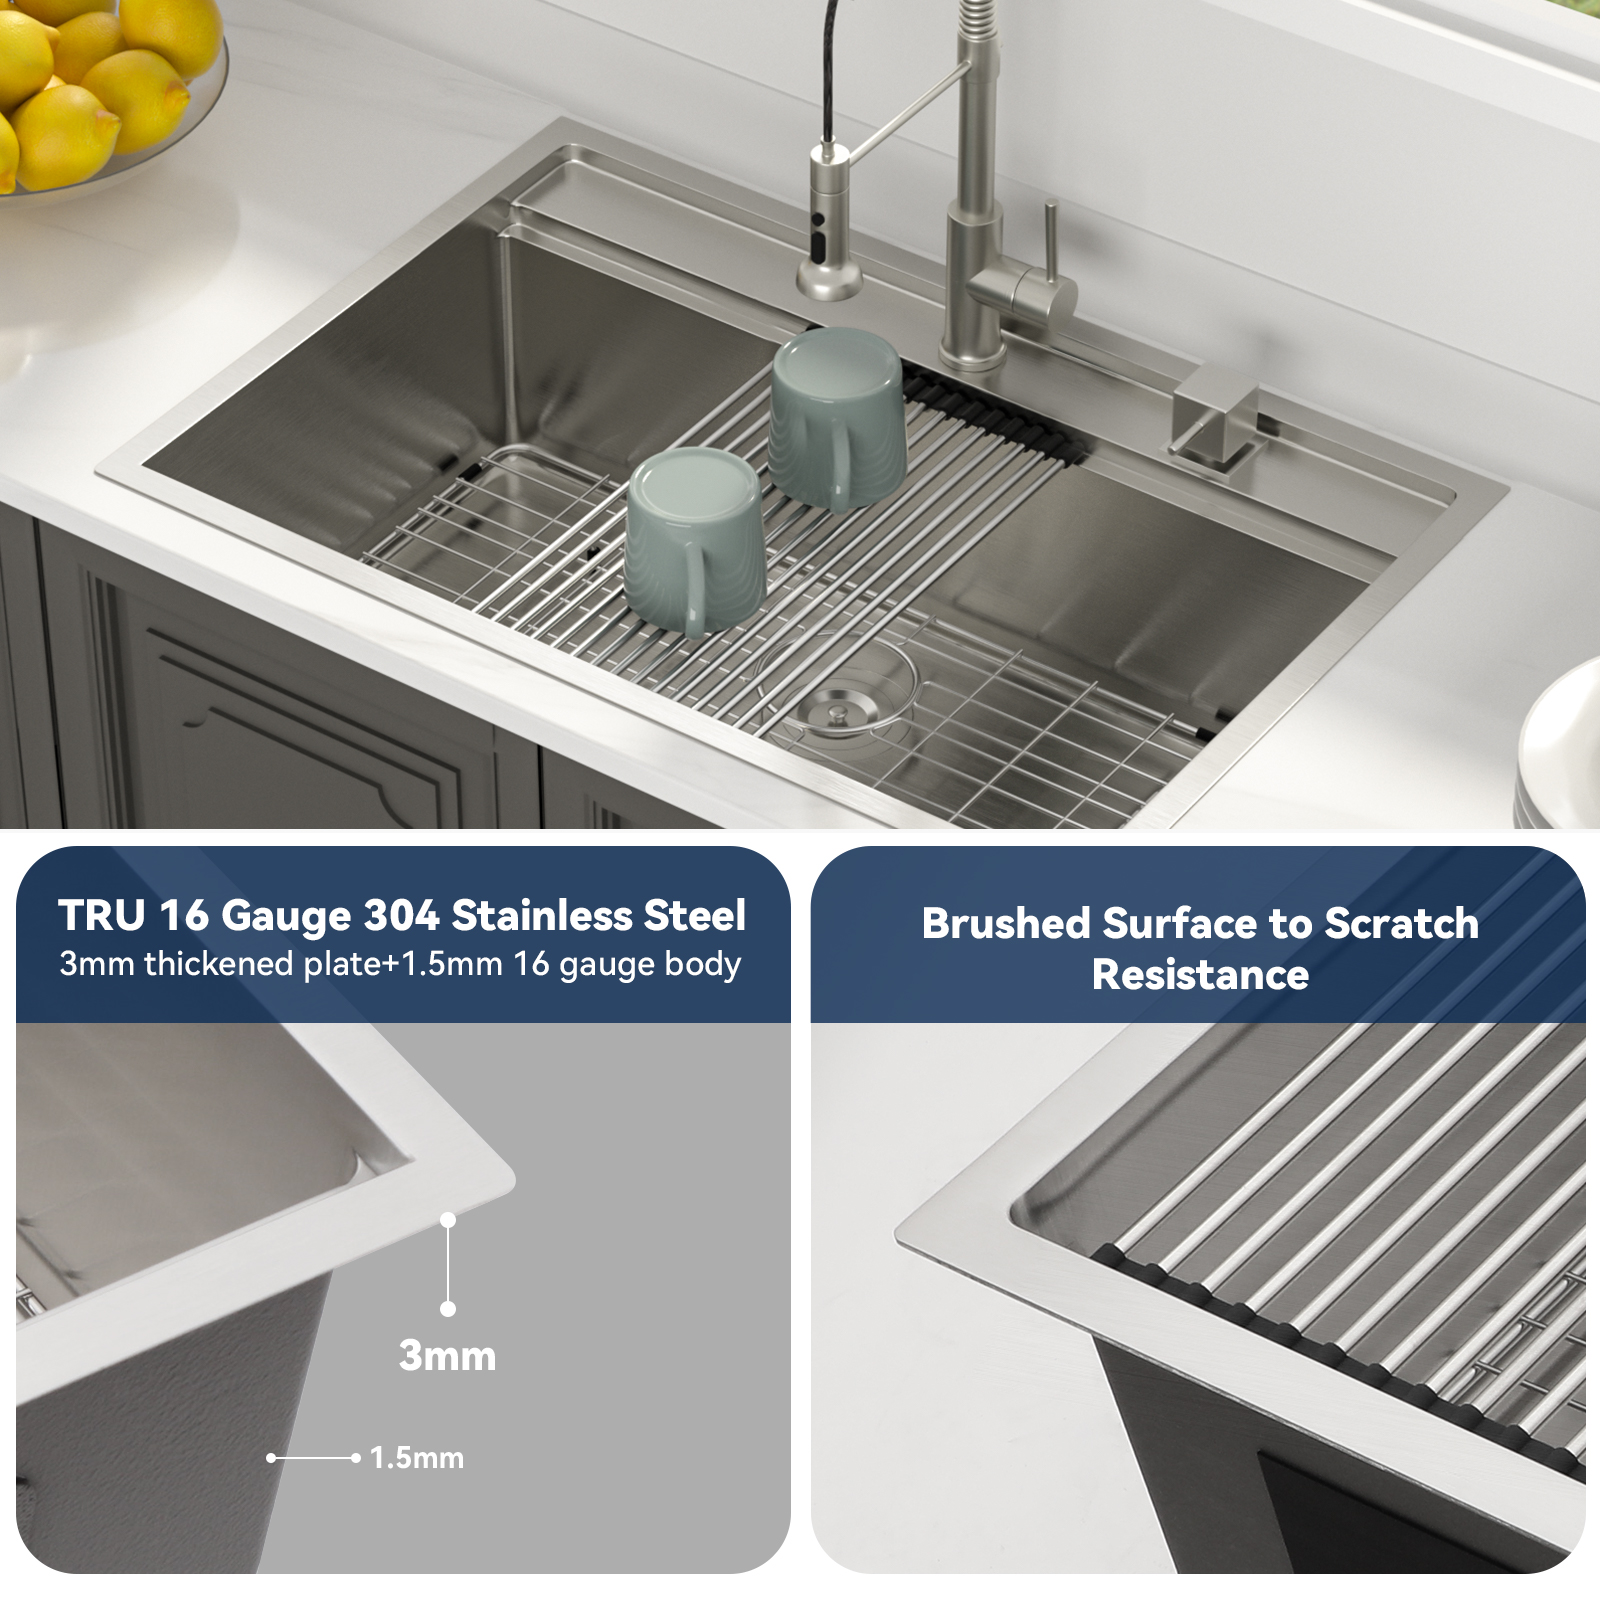 TRU 16 Gauge 304 Stainless Steel
3mm thickened plate+1.5mm 16 gauge body
3mm
1.5mm
Brushed Surface to Scratch
Resistance